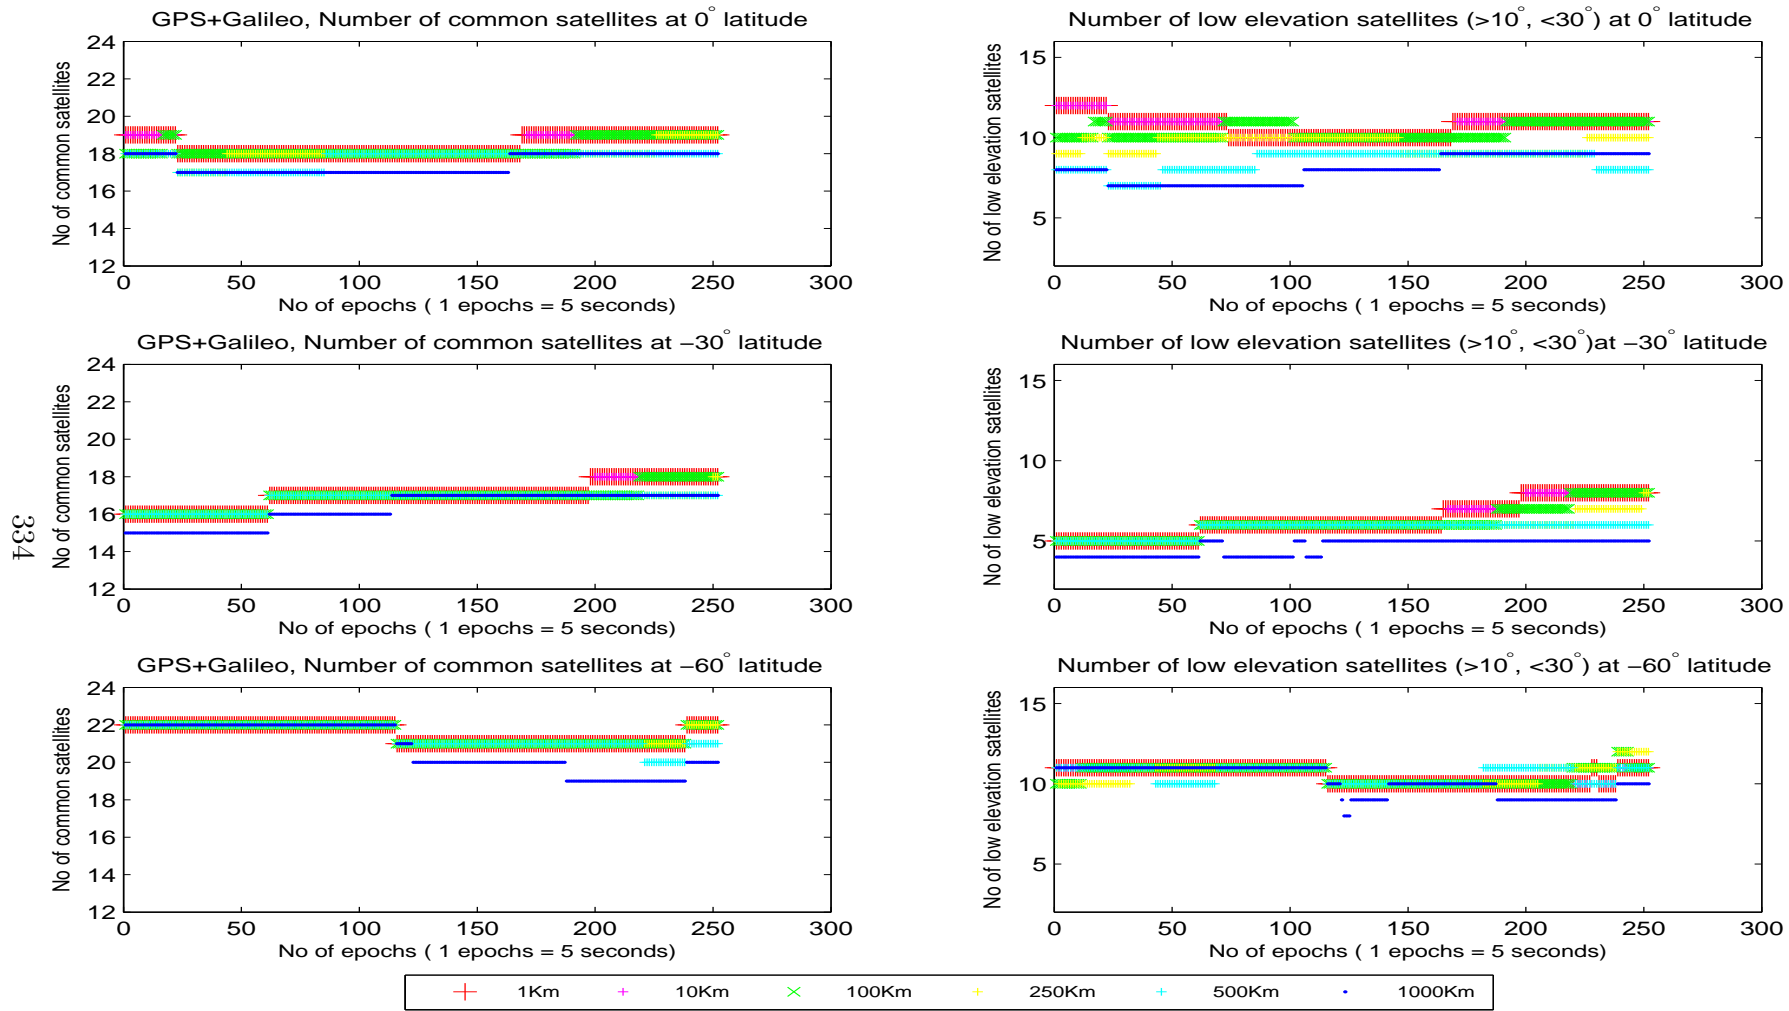 GPS+Galileo, Number of common satellites at 0° latitude
No of common satellites
24
22
20
18
16
14
12
0 50 100 150 200 250 300
No of epochs ( 1 epochs = 5 seconds)
Number of low elevation satellites (>10°, <30°) at 0° latitude
No of low elevation satellites
15
10
5
0 50 100 150 200 250 300
No of epochs ( 1 epochs = 5 seconds)
GPS+Galileo, Number of common satellites at −30° latitude
No of common satellites
24
22
20
18
16
14
12
0 50 100 150 200 250 300
No of epochs ( 1 epochs = 5 seconds)
Number of low elevation satellites (>10°, <30°)at −30° latitude
No of low elevation satellites
15
10
5
0 50 100 150 200 250 300
No of epochs ( 1 epochs = 5 seconds)
334
GPS+Galileo, Number of common satellites at −60° latitude
No of common satellites
24
22
20
18
16
14
12
0 50 100 150 200 250 300
No of epochs ( 1 epochs = 5 seconds)
Number of low elevation satellites (>10°, <30°) at −60° latitude
No of low elevation satellites
15
10
5
0 50 100 150 200 250 300
No of epochs ( 1 epochs = 5 seconds)
1Km 10Km 100Km 250Km 500Km 1000Km